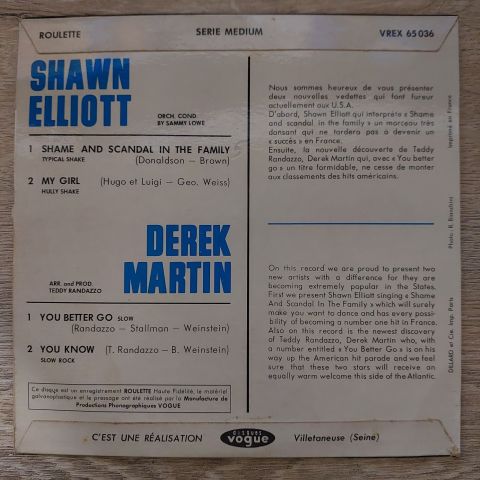 ROULETTE SERIE MEDIUM VREX 65 036
SHAWN
ELLIOTT
ORCH. COND.
BY SAMMY LOWE
1 SHAME AND SCANDAL IN THE FAMILY
TYPICAL SHAKE (Donaldson – Brown)
2 MY GIRL (Hugo et Luigi – Geo. Weiss)
HULLY SHAKE
DEREK
MARTIN
ARR. and PROD.
TEDDY RANDAZZO
1 YOU BETTER GO SLOW
(Randazzo – Stallman – Weinstein)
2 YOU KNOW (T. Randazzo – B. Weinstein)
SLOW ROCK
Ce disque est un enregistrement ROULETTE Haute Fidélité, le matériel
galvanoplastique et le pressage ont été réalisé par la Manufacture de
Productions Phonographiques VOGUE
Nous sommes heureux de vous présenter
deux nouvelles vedettes qui font fureur
actuellement aux U.S.A.
D'abord, Shawn Elliott qui interprète « Shame
and scandal in the family » un morceau très
dansant qui ne tardera pas à devenir un
« succès » en France.
Ensuite, la nouvelle découverte de Teddy
Randazzo, Derek Martin qui, avec « You better
go » un titre formidable, ne cesse de monter
aux classements des hits américains.
On this record we are proud to present two
new artists with a difference for they are
becoming extremely popular in the States.
First we present Shawn Elliott singing « Shame
And Scandal In The Family » which will surely
make you want to dance and has every possi-
bility of becoming a number one hit in France.
Also on this record is the newest discovery
of Teddy Randazzo, Derek Martin who, with
a number entitled « You Better Go » is on his
way up the American hit parade and we feel
sure that these two stars will receive an
equally warm welcome this side of the Atlantic.
Imprimé en France
Photo: R. Bianchini
DILLARD et Cie. Imp. Paris
C'EST UNE RÉALISATION DISQUES vogue Villetaneuse (Seine)